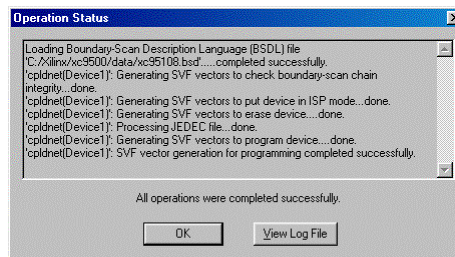 Operation Status
Loading Boundary-Scan Description Language (BSDL) file
'C:/Xilinx/xc9500/data/xc95108.bsd'.....completed successfully.
'cpldnet(Device1)': Generating SVF vectors to check boundary-scan chain
integrity...done.
'cpldnet(Device1)': Generating SVF vectors to put device in ISP mode...done.
'cpldnet(Device1)': Generating SVF vectors to erase device....done.
'cpldnet(Device1)': Processing JEDEC file...done.
'cpldnet(Device1)': Generating SVF vectors to program device....done.
'cpldnet(Device1)': SVF vector generation for programming completed successfully.
All operations were completed successfully.
OK
View Log File